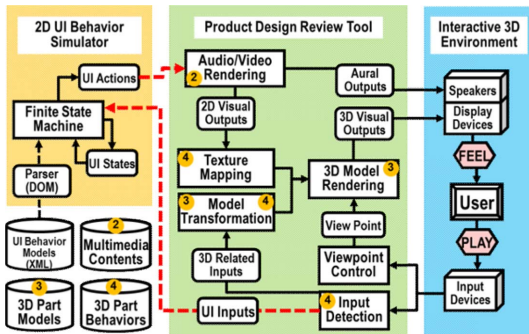 2D UI Behavior
Simulator
UI Actions
Finite State
Machine
UI States
Parser
(DOM)
UI Behavior
Models
(XML)
2
Multimedia
Contents
3
3D Part
Models
4
3D Part
Behaviors
Product Design Review Tool
Audio/Video
Rendering
2
2D Visual
Outputs
Aural
Outputs
3D Visual
Outputs
4
Texture
Mapping
3D Model
Rendering
3
3
Model
Transformation
4
View Point
3D Related
Inputs
Viewpoint
Control
UI Inputs
4
Input
Detection
Interactive 3D
Environment
Speakers
Display
Devices
FEEL
User
PLAY
Input
Devices